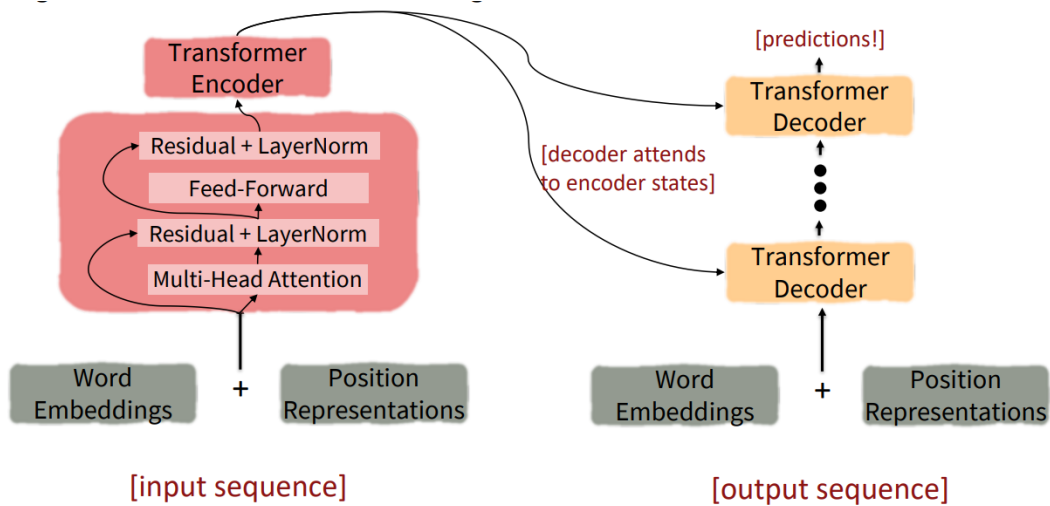 Transformer
Encoder
Residual + LayerNorm
Feed-Forward
Residual + LayerNorm
Multi-Head Attention
Word
Embeddings
+
Position
Representations
[input sequence]
[decoder attends
to encoder states]
[predictions!]
Transformer
Decoder
Transformer
Decoder
Word
Embeddings
+
Position
Representations
[output sequence]